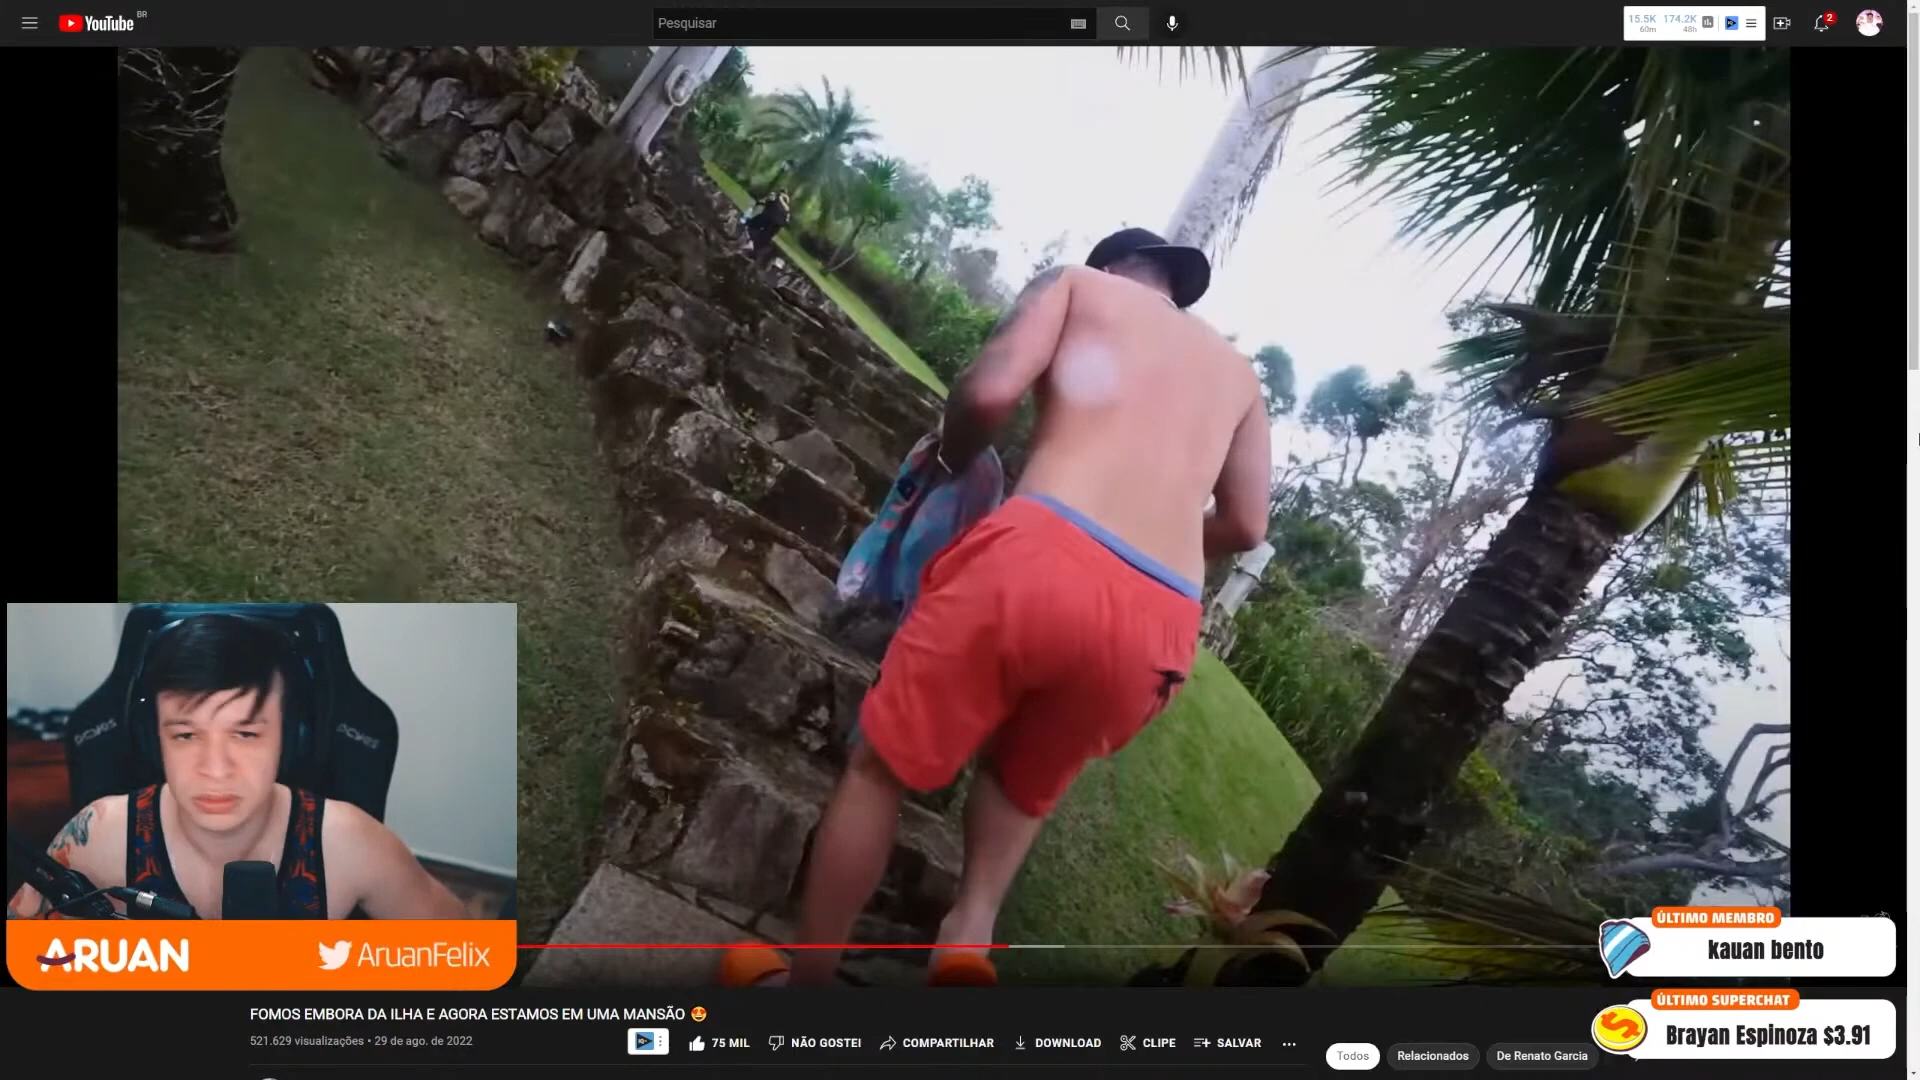 YouTube BR
Pesquisar
15.5K 174.2K
60m 48h
2
DXRACER
ARUAN
AruanFelix
ÚLTIMO MEMBRO
kauan bento
ÚLTIMO SUPERCHAT
Brayan Espinoza $3.91
FOMOS EMBORA DA ILHA E AGORA ESTAMOS EM UMA MANSÃO
521.629 visualizações • 29 de ago. de 2022
75 MIL
NÃO GOSTEI
COMPARTILHAR
DOWNLOAD
CLIPE
SALVAR
Todos
Relacionados
De Renato Garcia